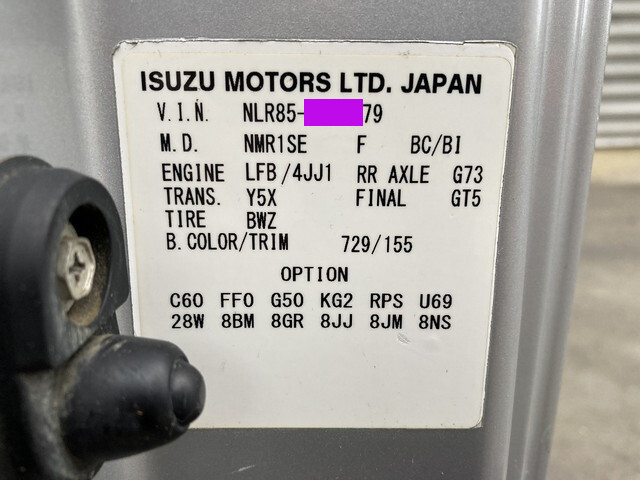 ISUZU MOTORS LTD. JAPAN
V.I.N. NLR85-79
M.D. NMR1SE F BC/BI
ENGINE LFB/4JJ1 RR AXLE G73
TRANS. Y5X FINAL GT5
TIRE BWZ
B.COLOR/TRIM 729/155
OPTION
C60 FF0 G50 KG2 RPS U69
28W 8BM 8GR 8JJ 8JM 8NS